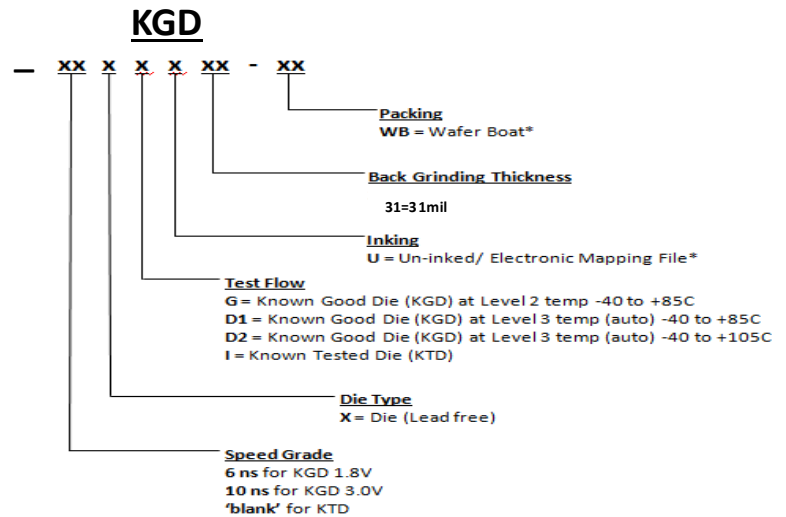 KGD
– xx x x x xx - xx
Packing
WB = Wafer Boat*
Back Grinding Thickness
31=31mil
Inking
U = Un-inked/ Electronic Mapping File*
Test Flow
G = Known Good Die (KGD) at Level 2 temp -40 to +85C
D1 = Known Good Die (KGD) at Level 3 temp (auto) -40 to +85C
D2 = Known Good Die (KGD) at Level 3 temp (auto) -40 to +105C
I = Known Tested Die (KTD)
Die Type
X = Die (Lead free)
Speed Grade
6 ns for KGD 1.8V
10 ns for KGD 3.0V
‘blank’ for KTD